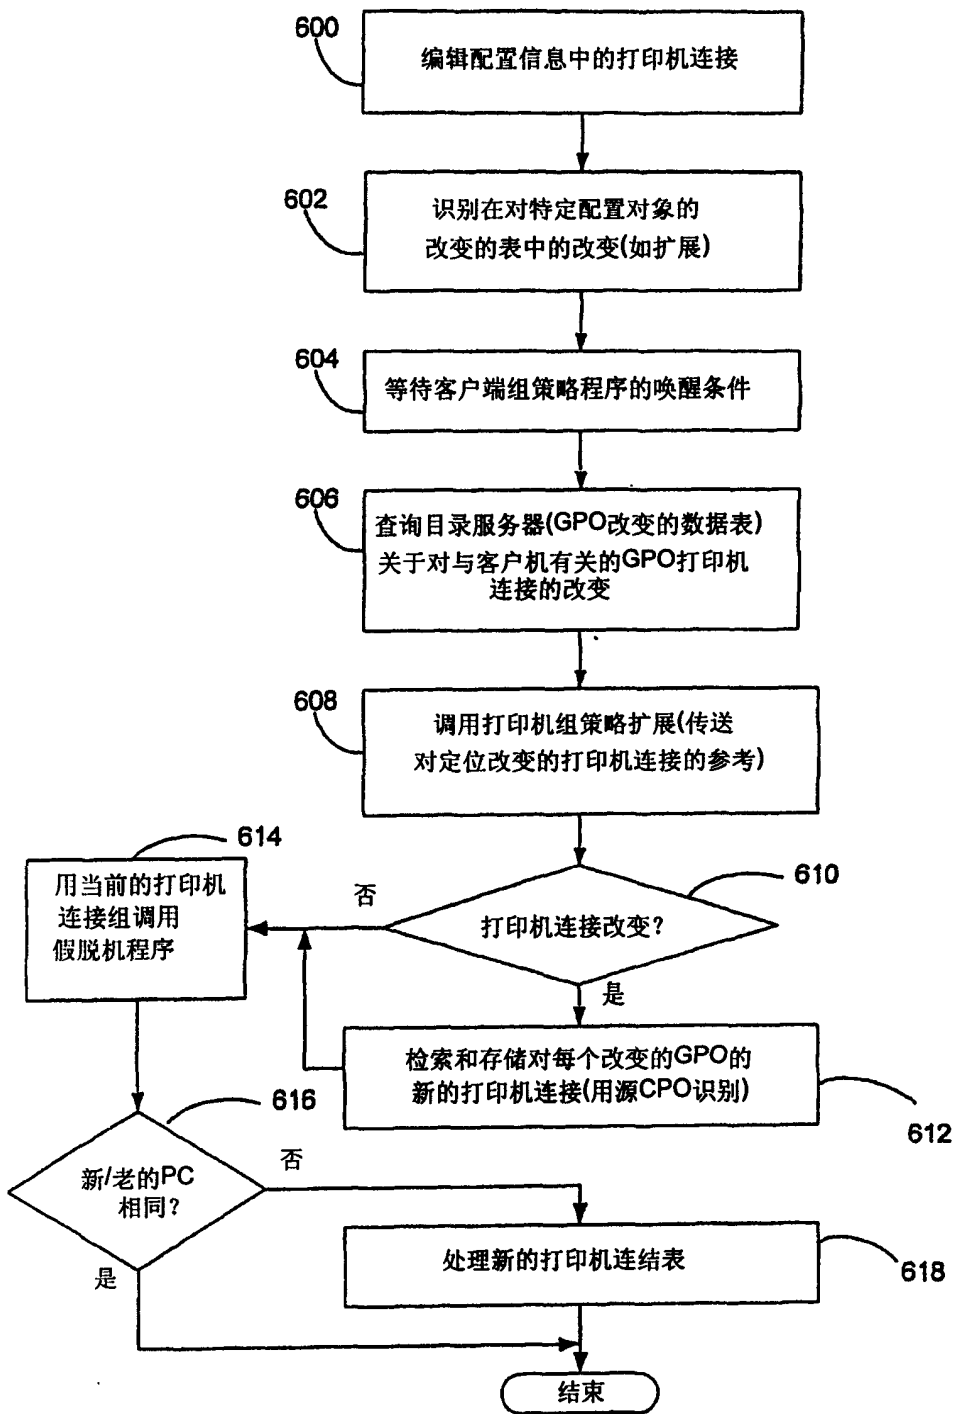 600
编辑配置信息中的打印机连接
602
识别在对特定配置对象的
改变的表中的改变(如扩展)
604
等待客户端组策略程序的唤醒条件
606
查询目录服务器(GPO改变的数据表)
关于对与客户机有关的GPO打印机
连接的改变
608
调用打印机组策略扩展(传送
对定位改变的打印机连接的参考)
614
用当前的打印机
连接组调用
假脱机程序
否
610
打印机连接改变?
是
检索和存储对每个改变的GPO的
新的打印机连接(用源CPO识别)
612
616
新/老的PC
相同?
否
是
处理新的打印机连结表
618
结束